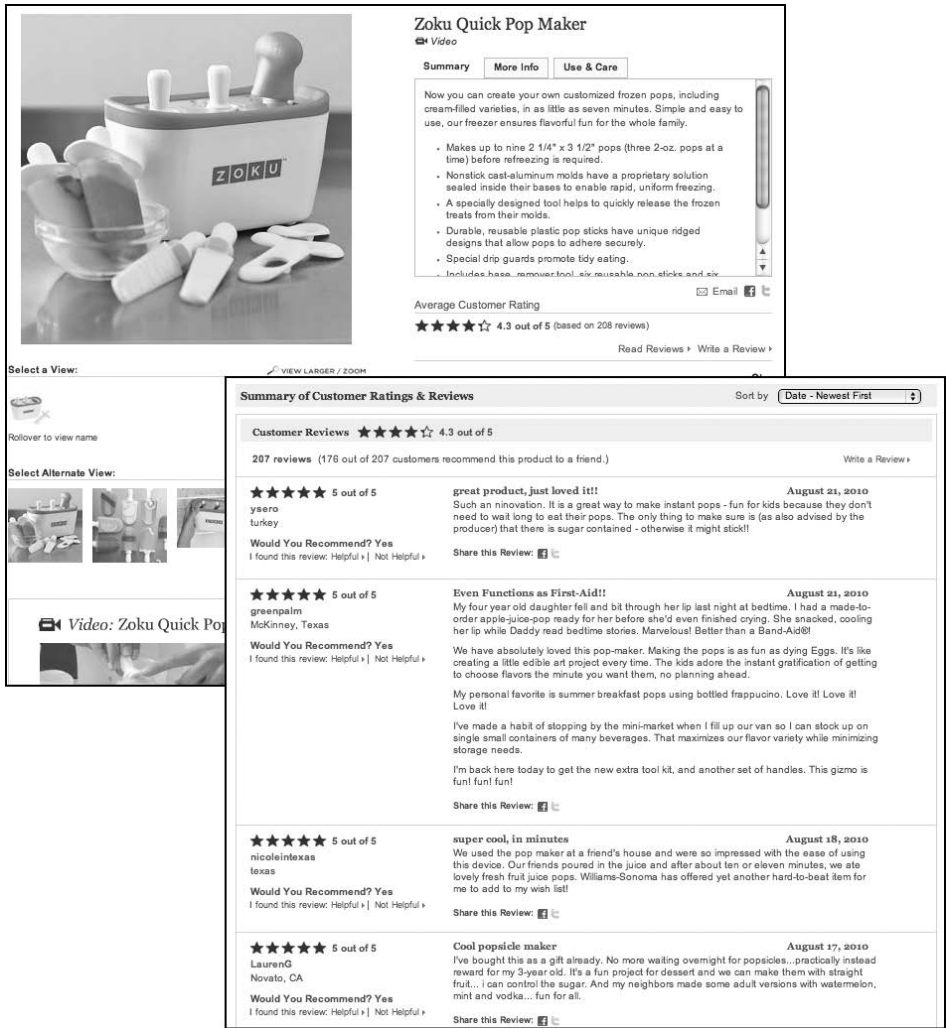 Zoku Quick Pop Maker
Video
Summary
More Info
Use & Care
Now you can create your own customized frozen pops, including
cream-filled varieties, in as little as seven minutes. Simple and easy to
use, our freezer ensures flavorful fun for the whole family.
• Makes up to nine 2 1/4" x 3 1/2" pops (three 2-oz. pops at a
time) before refreezing is required.
• Nonstick cast-aluminum molds have a proprietary solution
sealed inside their bases to enable rapid, uniform freezing.
• A specially designed tool helps to quickly release the frozen
treats from their molds.
• Durable, reusable plastic pop sticks have unique ridged
designs that allow pops to adhere securely.
• Special drip guards promote tidy eating.
• Includes base, remover tool, six reusable pop sticks and six
Email
Average Customer Rating
4.3 out of 5 (based on 208 reviews)
Read Reviews Write a Review
ZOKU
Select a View:
VIEW LARGER / ZOOM
Rollover to view name
Select Alternate View:
Video: Zoku Quick Pop
Summary of Customer Ratings & Reviews
Sort by Date - Newest First
Customer Reviews 4.3 out of 5
207 reviews (176 out of 207 customers recommend this product to a friend.)
Write a Review
5 out of 5
ysero
turkey
Would You Recommend? Yes
I found this review: Helpful | Not Helpful
great product, just loved it!! August 21, 2010
Such an ninovation. It is a great way to make instant pops - fun for kids because they don't
need to wait long to eat their pops. The only thing to make sure is (as also advised by the
producer) that there is sugar contained - otherwise it might stick!!
Share this Review:
5 out of 5
greenpalm
McKinney, Texas
Would You Recommend? Yes
I found this review: Helpful | Not Helpful
Even Functions as First-Aid!! August 21, 2010
My four year old daughter fell and bit through her lip last night at bedtime. I had a made-to-
order apple-juice-pop ready for her before she'd even finished crying. She snacked, cooling
her lip while Daddy read bedtime stories. Marvelous! Better than a Band-Aid®!
We have absolutely loved this pop-maker. Making the pops is as fun as dying Eggs. It's like
creating a little edible art project every time. The kids adore the instant gratification of getting
to choose flavors the minute you want them, no planning ahead.
My personal favorite is summer breakfast pops using bottled frappucino. Love it! Love it!
Love it!
I've made a habit of stopping by the mini-market when I fill up our van so I can stock up on
single small containers of many beverages. That maximizes our flavor variety while minimizing
storage needs.
I'm back here today to get the new extra tool kit, and another set of handles. This gizmo is
fun! fun! fun!
Share this Review:
5 out of 5
nicoleintexas
texas
Would You Recommend? Yes
I found this review: Helpful | Not Helpful
super cool, in minutes August 18, 2010
We used the pop maker at a friend's house and were so impressed with the ease of using
this device. Our friends poured in the juice and after about ten or eleven minutes, we ate
lovely fresh fruit juice pops. Williams-Sonoma has offered yet another hard-to-beat item for
me to add to my wish list!
Share this Review:
5 out of 5
LaurenG
Novato, CA
Would You Recommend? Yes
I found this review: Helpful | Not Helpful
Cool popsicle maker August 17, 2010
I've bought this as a gift already. No more waiting overnight for popsicles...practically instead
reward for my 3-year old. It's a fun project for dessert and we can make them with straight
fruit... i can control the sugar. And my neighbors made some adult versions with watermelon,
mint and vodka... fun for all.
Share this Review: